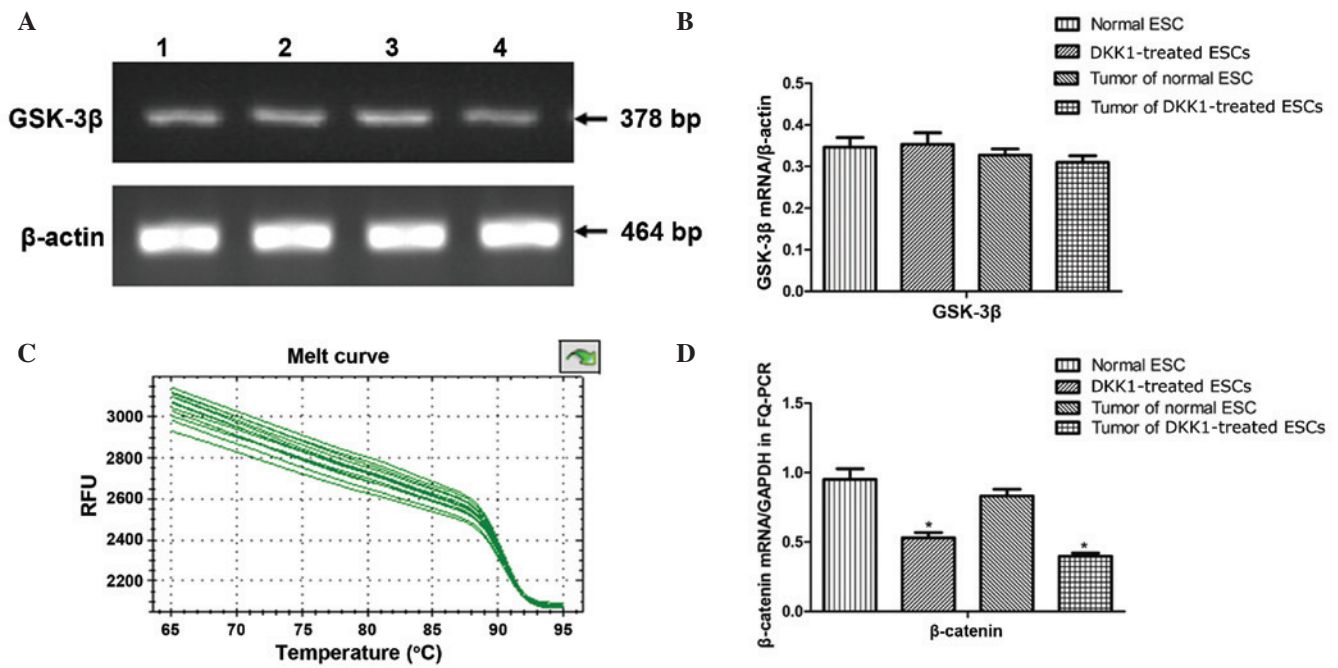 A
1 2 3 4
GSK-3β
378 bp
β-actin
464 bp
B
Normal ESC
DKK1-treated ESCs
Tumor of normal ESC
Tumor of DKK1-treated ESCs
GSK-3β mRNA/β-actin
0.5
0.4
0.3
0.2
0.1
0.0
GSK-3β
C
Melt curve
RFU
3000
2800
2600
2400
2200
65 70 75 80 85 90 95
Temperature (°C)
D
Normal ESC
DKK1-treated ESCs
Tumor of normal ESC
Tumor of DKK1-treated ESCs
β-catenin mRNA/GAPDH in FQ-PCR
1.5
1.0
0.5
0.0
* *
β-catenin